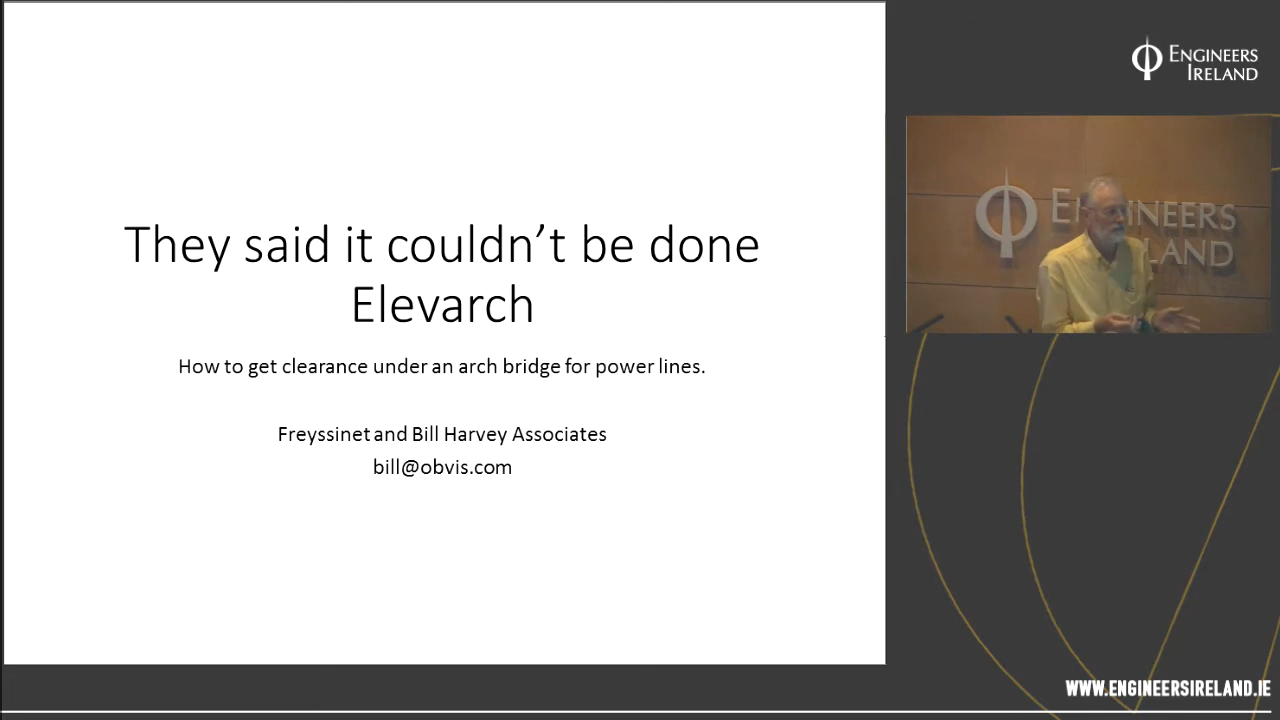 They said it couldn’t be done
Elevarch
How to get clearance under an arch bridge for power lines.
Freyssinet and Bill Harvey Associates
bill@obvis.com
ENGINEERS
IRELAND
ENGINEERS
IRELAND
WWW.ENGINEERSIRELAND.IE